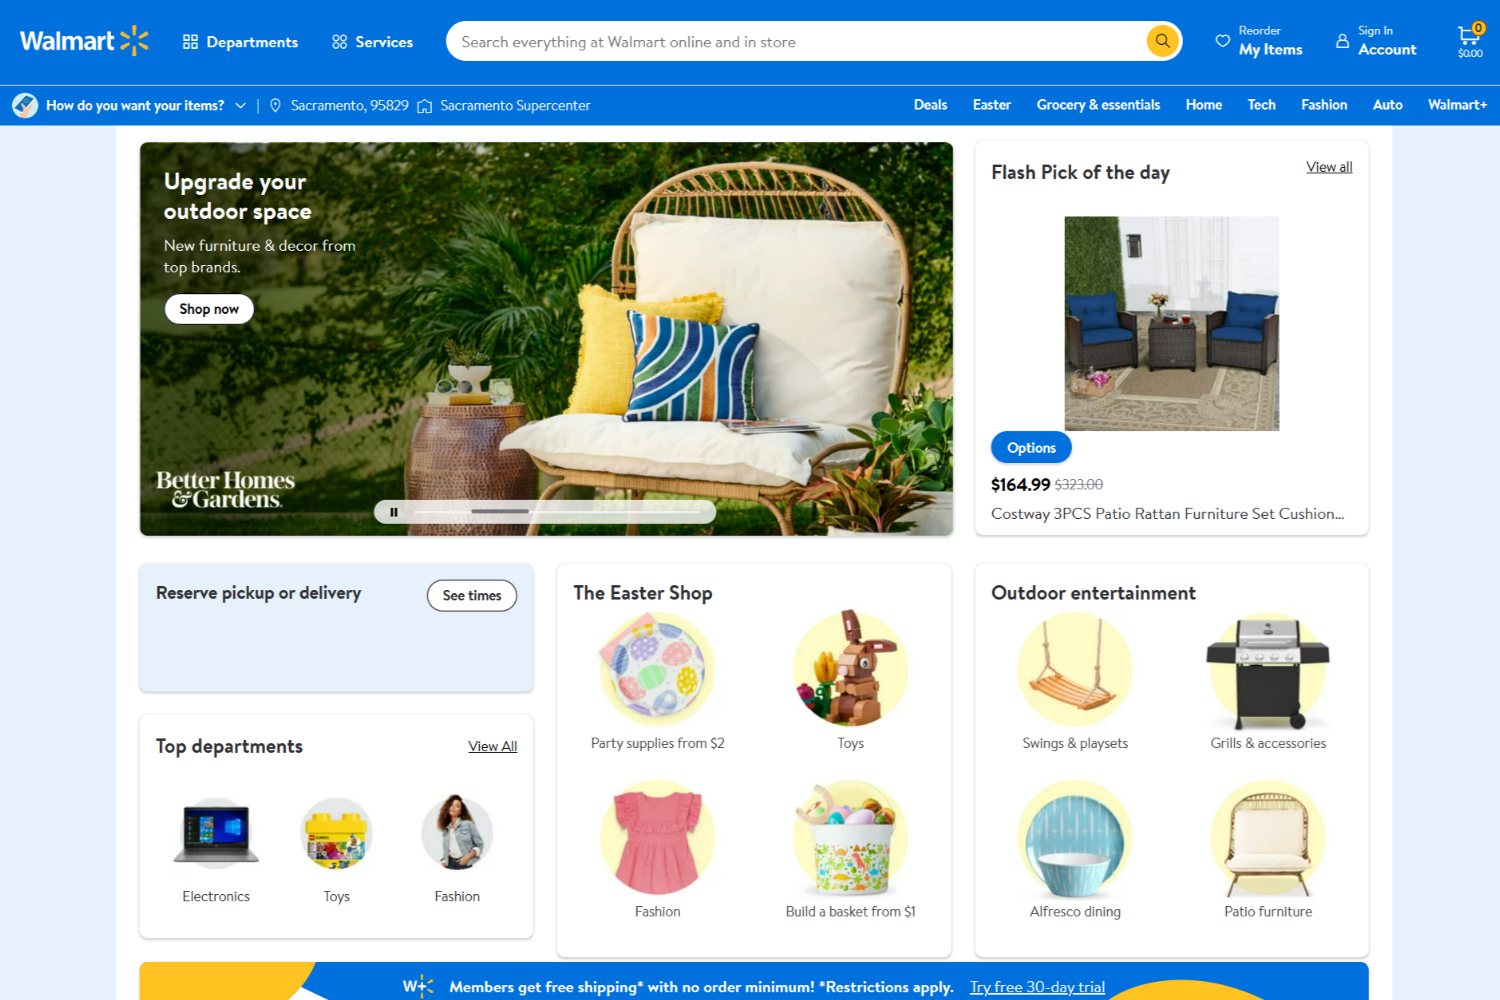 Walmart
Departments
Services
Search everything at Walmart online and in store
Reorder
My Items
Sign In
Account
0
$0.00
How do you want your items?
Sacramento, 95829
Sacramento Supercenter
Deals
Easter
Grocery & essentials
Home
Tech
Fashion
Auto
Walmart+
Upgrade your
outdoor space
New furniture & decor from
top brands.
Shop now
Better Homes
& Gardens
Flash Pick of the day
View all
Options
$164.99 $323.00
Costway 3PCS Patio Rattan Furniture Set Cushion...
Reserve pickup or delivery
See times
Top departments
View All
Electronics
Toys
Fashion
The Easter Shop
Party supplies from $2
Toys
Fashion
Build a basket from $1
Outdoor entertainment
Swings & playsets
Grills & accessories
Alfresco dining
Patio furniture
W+
Members get free shipping* with no order minimum! *Restrictions apply.
Try free 30-day trial